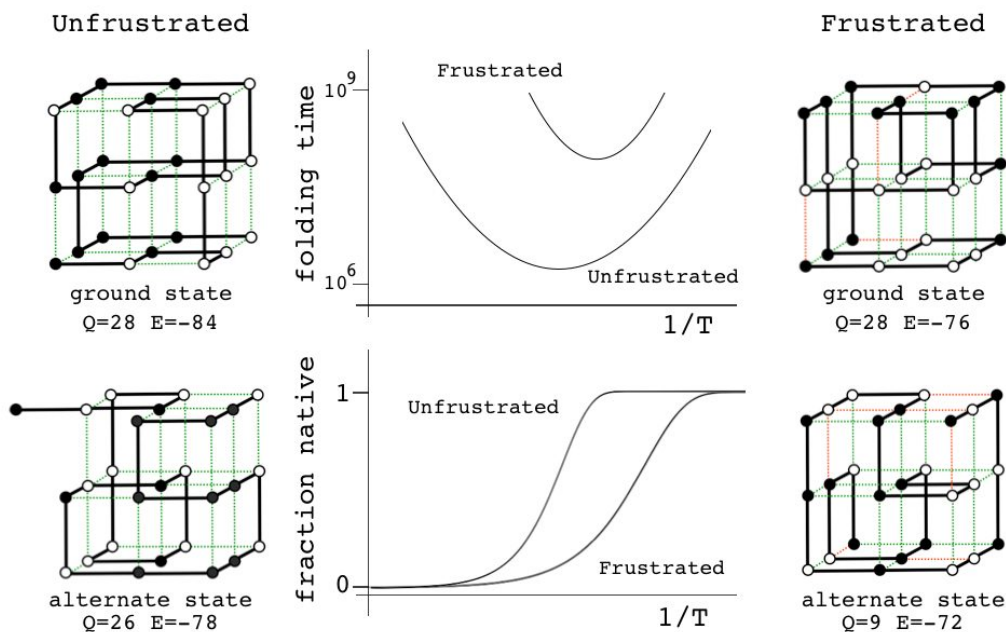 Unfrustrated
Frustrated
ground state
Q=28 E=-84
folding time
10^9
10^6
Frustrated
Unfrustrated
1/T
ground state
Q=28 E=-76
alternate state
Q=26 E=-78
fraction native
1
0
Unfrustrated
Frustrated
1/T
alternate state
Q=9 E=-72